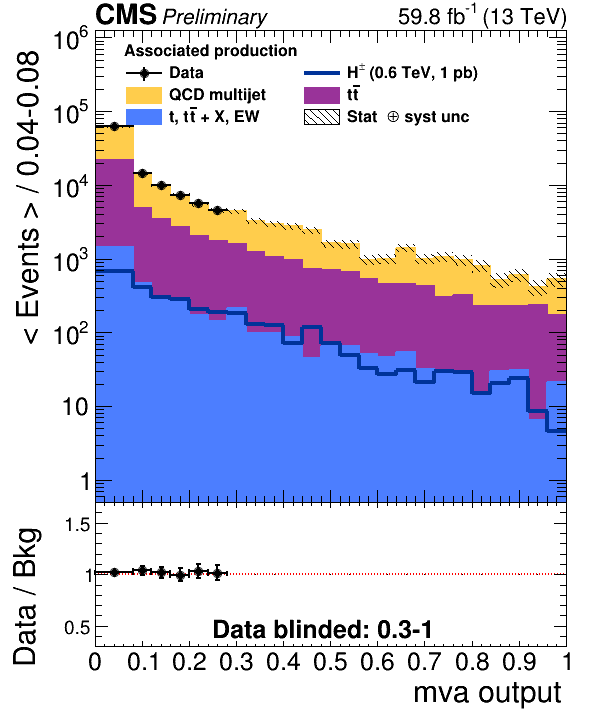 CMS Preliminary 59.8 fb⁻¹ (13 TeV)
< Events > / 0.04-0.08
10⁶
10⁵
10⁴
10³
10²
10
1
Associated production
Data
H± (0.6 TeV, 1 pb)
QCD multijet
tt̄
t, tt̄ + X, EW
Stat ⊕ syst unc
Data / Bkg
1.5
1
0.5
Data blinded: 0.3-1
0 0.1 0.2 0.3 0.4 0.5 0.6 0.7 0.8 0.9 1
mva output